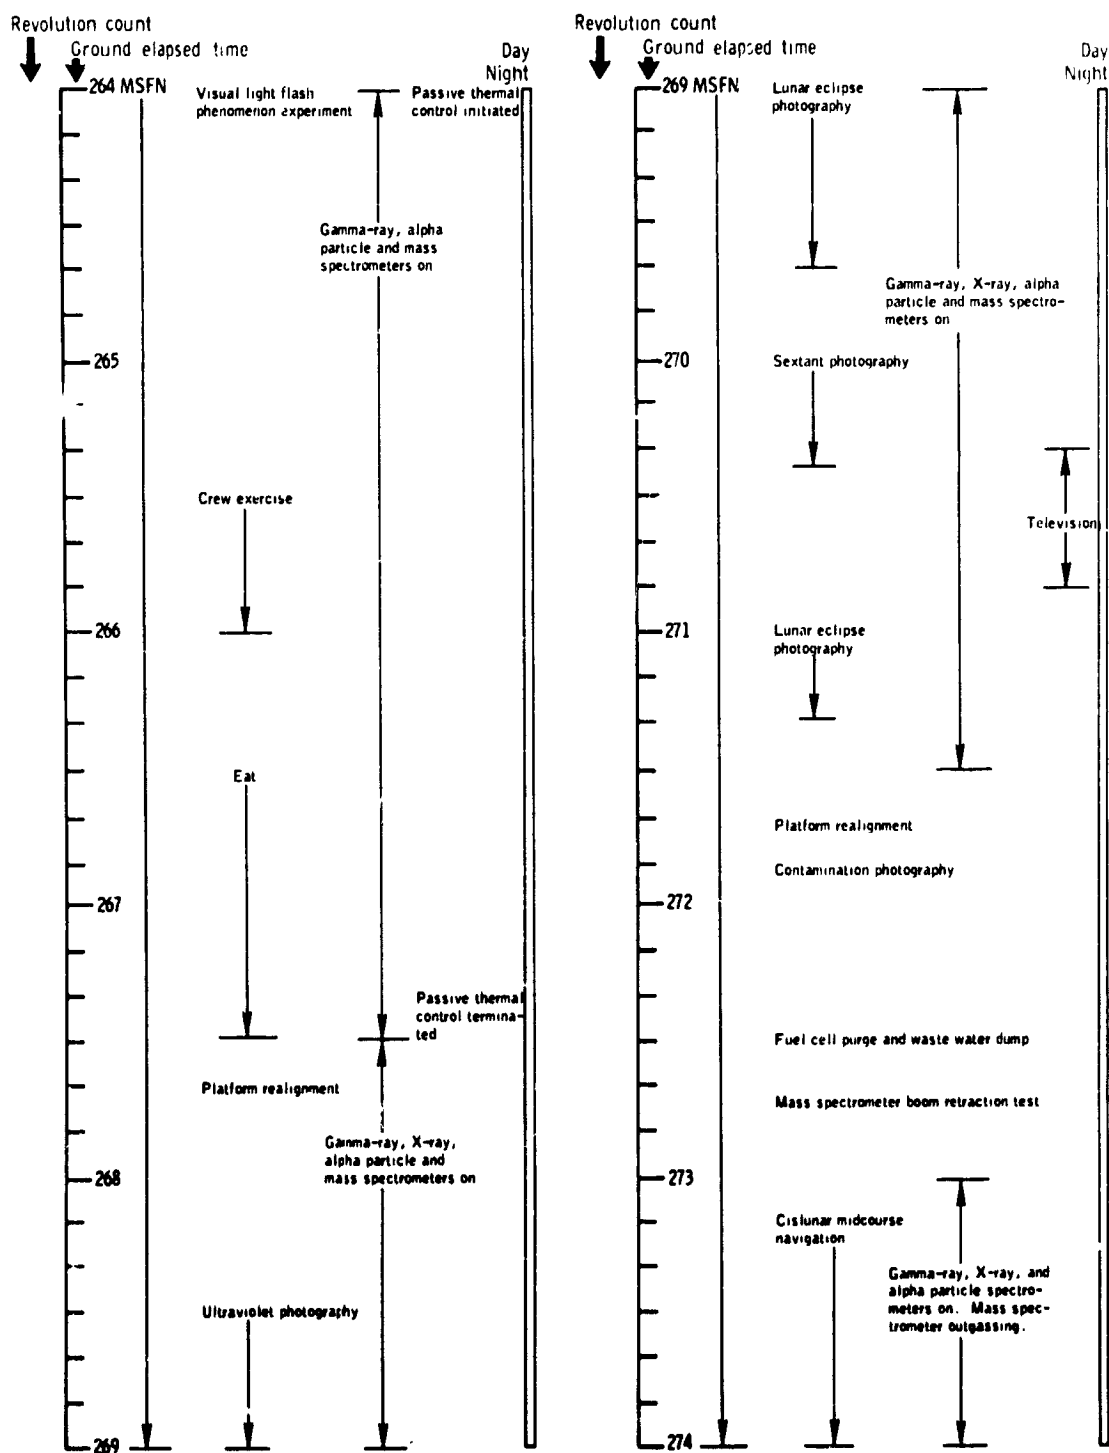 Revolution count
Ground elapsed time
Day
Night
264 MSFN
Visual light flash
phenomenon experiment
Passive thermal
control initiated
Gamma-ray, alpha
particle and mass
spectrometers on
265
Crew exercise
266
Eat
267
Passive thermal
control termina-
ted
Platform realignment
Gamma-ray, X-ray,
alpha particle and
mass spectrometers on
268
Ultraviolet photography
269
Revolution count
Ground elapsed time
Day
Night
269 MSFN
Lunar eclipse
photography
Gamma-ray, X-ray, alpha
particle and mass spectro-
meters on
270
Sextant photography
Television
271
Lunar eclipse
photography
Platform realignment
Contamination photography
272
Fuel cell purge and waste water dump
Mass spectrometer boom retraction test
273
Cislunar midcourse
navigation
Gamma-ray, X-ray, and
alpha particle spectro-
meters on. Mass spec-
trometer outgassing.
274